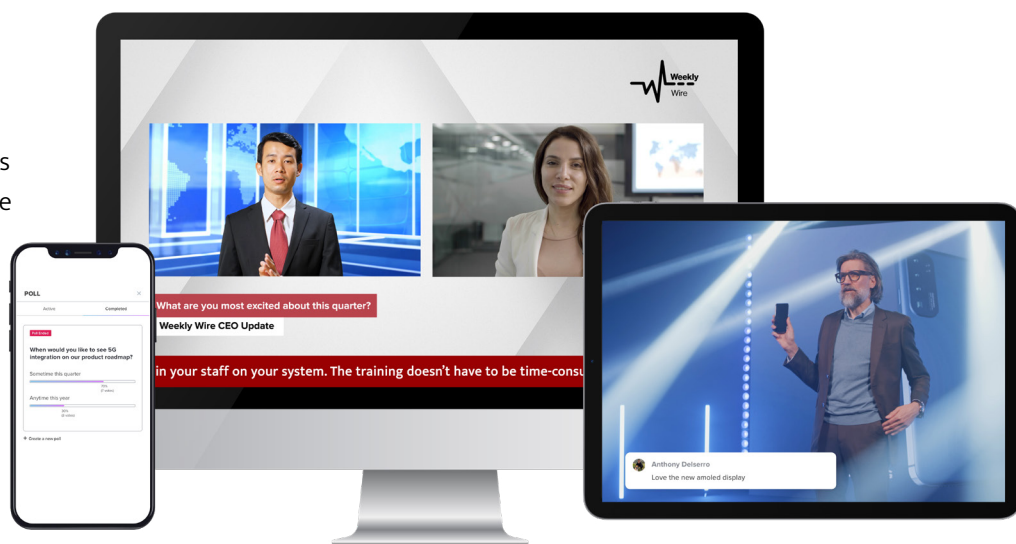 s
e
Weekly
Wire
What are you most excited about this quarter?
Weekly Wire CEO Update
in your staff on your system. The training doesn't have to be time-consu
POLL
Active
Completed
Poll Ended
When would you like to see 5G
integration on our product roadmap?
Sometime this quarter
Anytime this year
Create a new poll
Anthony Delserro
Love the new amoled display